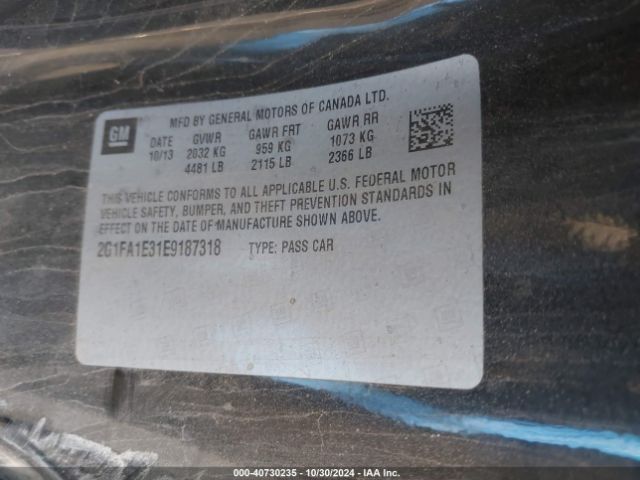 MFD BY GENERAL MOTORS OF CANADA LTD.
GM
DATE GVWR GAWR FRT GAWR RR
10/13 2032 KG 959 KG 1073 KG
4481 LB 2115 LB 2366 LB
THIS VEHICLE CONFORMS TO ALL APPLICABLE U.S. FEDERAL MOTOR
VEHICLE SAFETY, BUMPER, AND THEFT PREVENTION STANDARDS IN
EFFECT ON THE DATE OF MANUFACTURE SHOWN ABOVE.
2G1FA1E31E9187318 TYPE: PASS CAR
000-40730235 - 10/30/2024 - IAA Inc.